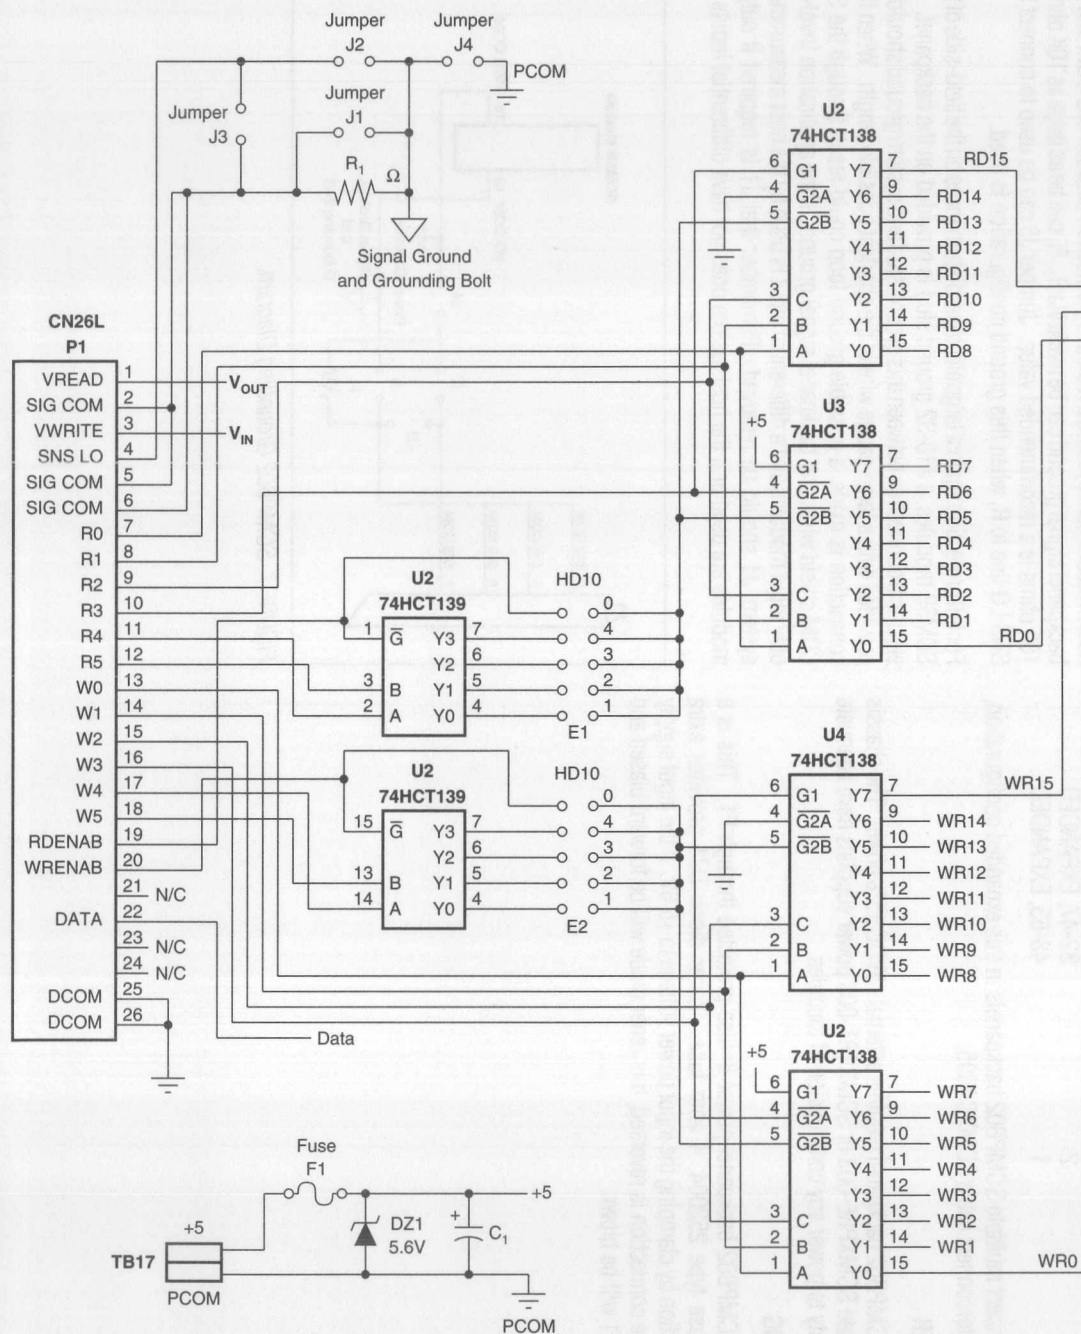 Jumper
J2
Jumper
J4
PCOM
Jumper
J3
Jumper
J1
R1
Ω
Signal Ground
and Grounding Bolt
CN26L
P1
VREAD 1
SIG COM 2
VWRITE 3
SNS LO 4
SIG COM 5
SIG COM 6
R0 7
R1 8
R2 9
R3 10
R4 11
R5 12
W0 13
W1 14
W2 15
W3 16
W4 17
W5 18
RDENAB 19
WRENAB 20
21 N/C
DATA 22
23 N/C
24 N/C
DCOM 25
DCOM 26
VOUT
VIN
Data
U2
74HCT139
1 G Y3 7
Y2 6
3 B Y1 5
2 A Y0 4
HD10
0
4
3
2
1
E1
U2
74HCT139
15 G Y3 7
Y2 6
13 B Y1 5
14 A Y0 4
HD10
0
4
3
2
1
E2
U2
74HCT138
6 G1 Y7 7 RD15
4 G2A Y6 9 RD14
5 G2B Y5 10 RD13
Y4 11 RD12
Y3 12 RD11
3 C Y2 13 RD10
2 B Y1 14 RD9
1 A Y0 15 RD8
U3
74HCT138
+5
6 G1 Y7 7 RD7
4 G2A Y6 9 RD6
5 G2B Y5 10 RD5
Y4 11 RD4
Y3 12 RD3
3 C Y2 13 RD2
2 B Y1 14 RD1
1 A Y0 15 RD0
U4
74HCT138
6 G1 Y7 7 WR15
4 G2A Y6 9 WR14
5 G2B Y5 10 WR13
Y4 11 WR12
Y3 12 WR11
3 C Y2 13 WR10
2 B Y1 14 WR9
1 A Y0 15 WR8
U2
74HCT138
+5
6 G1 Y7 7 WR7
4 G2A Y6 9 WR6
5 G2B Y5 10 WR5
Y4 11 WR4
Y3 12 WR3
3 C Y2 13 WR2
2 B Y1 14 WR1
1 A Y0 15 WR0
Fuse
F1
+5
+5
TB17
PCOM
DZ1
5.6V
+
C1
PCOM